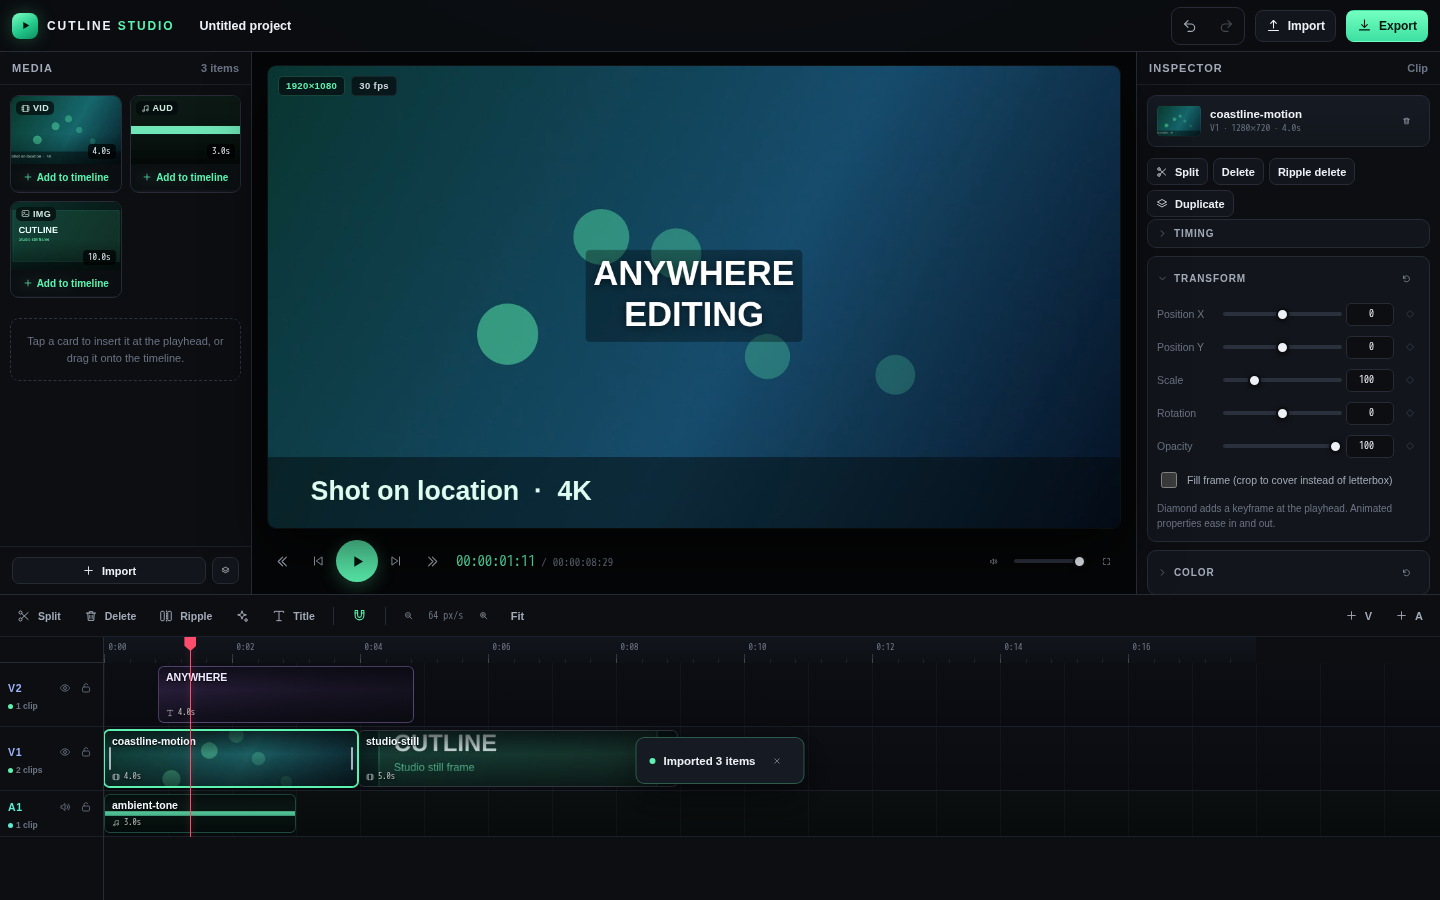 CUTLINE STUDIO
Untitled project
Import
Export
MEDIA
3 items
VID
4.0s
Add to timeline
AUD
3.0s
Add to timeline
IMG
CUTLINE
Studio still frame
10.0s
Add to timeline
Tap a card to insert it at the playhead, or
drag it onto the timeline.
Import
1920×1080
30 fps
ANYWHERE
EDITING
Shot on location · 4K
00:00:01:11 / 00:00:08:29
INSPECTOR
Clip
coastline-motion
V1 · 1280×720 · 4.0s
Split
Delete
Ripple delete
Duplicate
TIMING
TRANSFORM
Position X
0
Position Y
0
Scale
100
Rotation
0
Opacity
100
Fill frame (crop to cover instead of letterbox)
Diamond adds a keyframe at the playhead. Animated
properties ease in and out.
COLOR
Split
Delete
Ripple
Title
64 px/s
Fit
V
A
0:00
0:02
0:04
0:06
0:08
0:10
0:12
0:14
0:16
V2
1 clip
ANYWHERE
4.0s
V1
2 clips
coastline-motion
4.0s
studio-still
CUTLINE
Studio still frame
5.0s
Imported 3 items
A1
1 clip
ambient-tone
3.0s